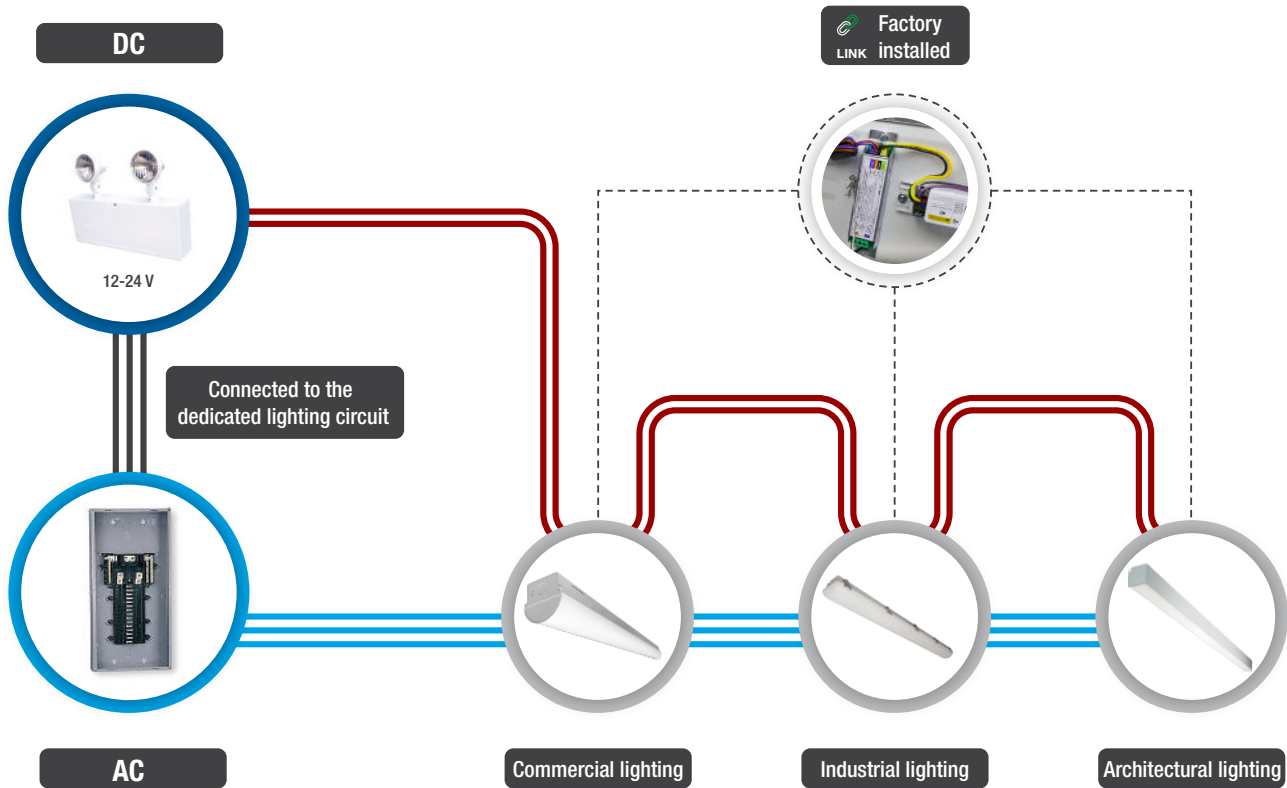 DC
Factory
LINK installed
12-24 V
Connected to the
dedicated lighting circuit
AC
Commercial lighting
Industrial lighting
Architectural lighting